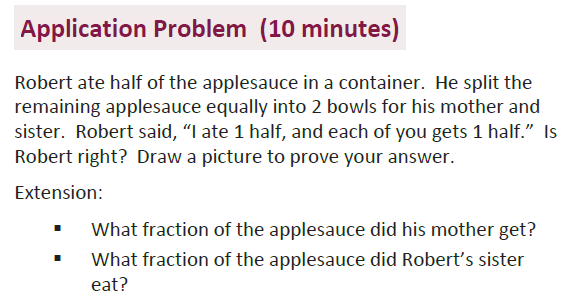 Application Problem  (10 minutes)
Robert ate half of the applesauce in a container.  He split the
remaining applesauce equally into 2 bowls for his mother and
sister.  Robert said, “I ate 1 half, and each of you gets 1 half.”  Is
Robert right?  Draw a picture to prove your answer.
Extension:
▪ What fraction of the applesauce did his mother get?
▪ What fraction of the applesauce did Robert’s sister
eat?